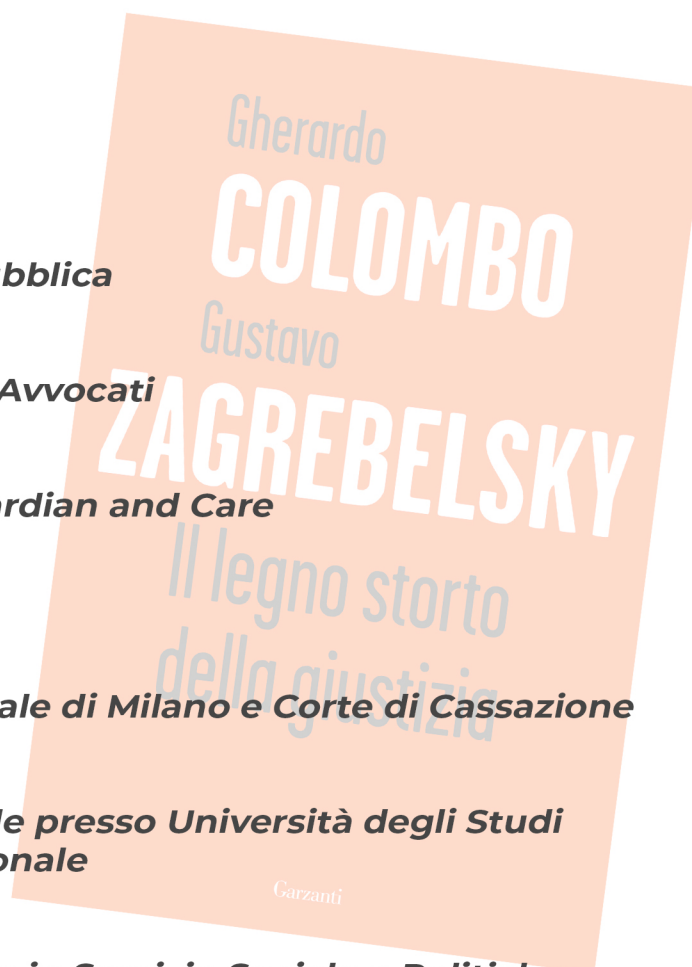 Gherardo
COLOMBO
bblica
Gustavo
Avvocati
ZAGREBELSKY
rdian and Care
Il legno storto
della giustizia
ale di Milano e Corte di Cassazione
le presso Università degli Studi
onale
Garzanti